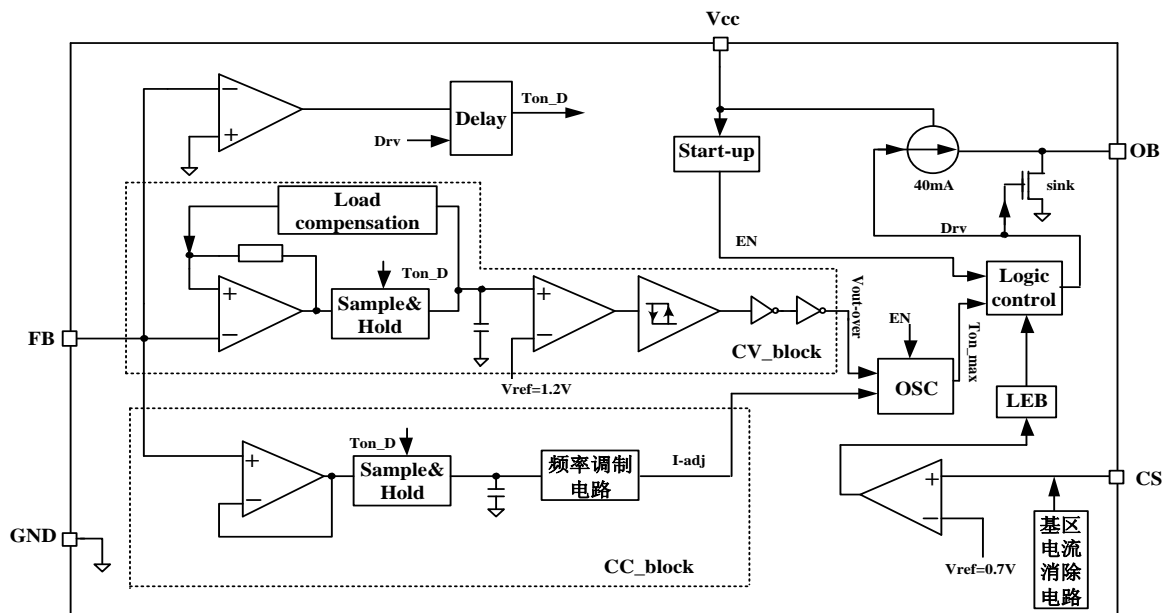 Vcc
Ton_D
Delay
Drv
Start-up
40mA
OB
sink
Load
compensation
Drv
EN
Ton_D
Logic
control
Sample&
Hold
Vout-over
EN
Ton_max
FB
CV_block
Vref=1.2V
OSC
LEB
Ton_D
Sample&
Hold
频率调制
电路
I-adj
CS
GND
基区
电流
消除
电路
CC_block
Vref=0.7V